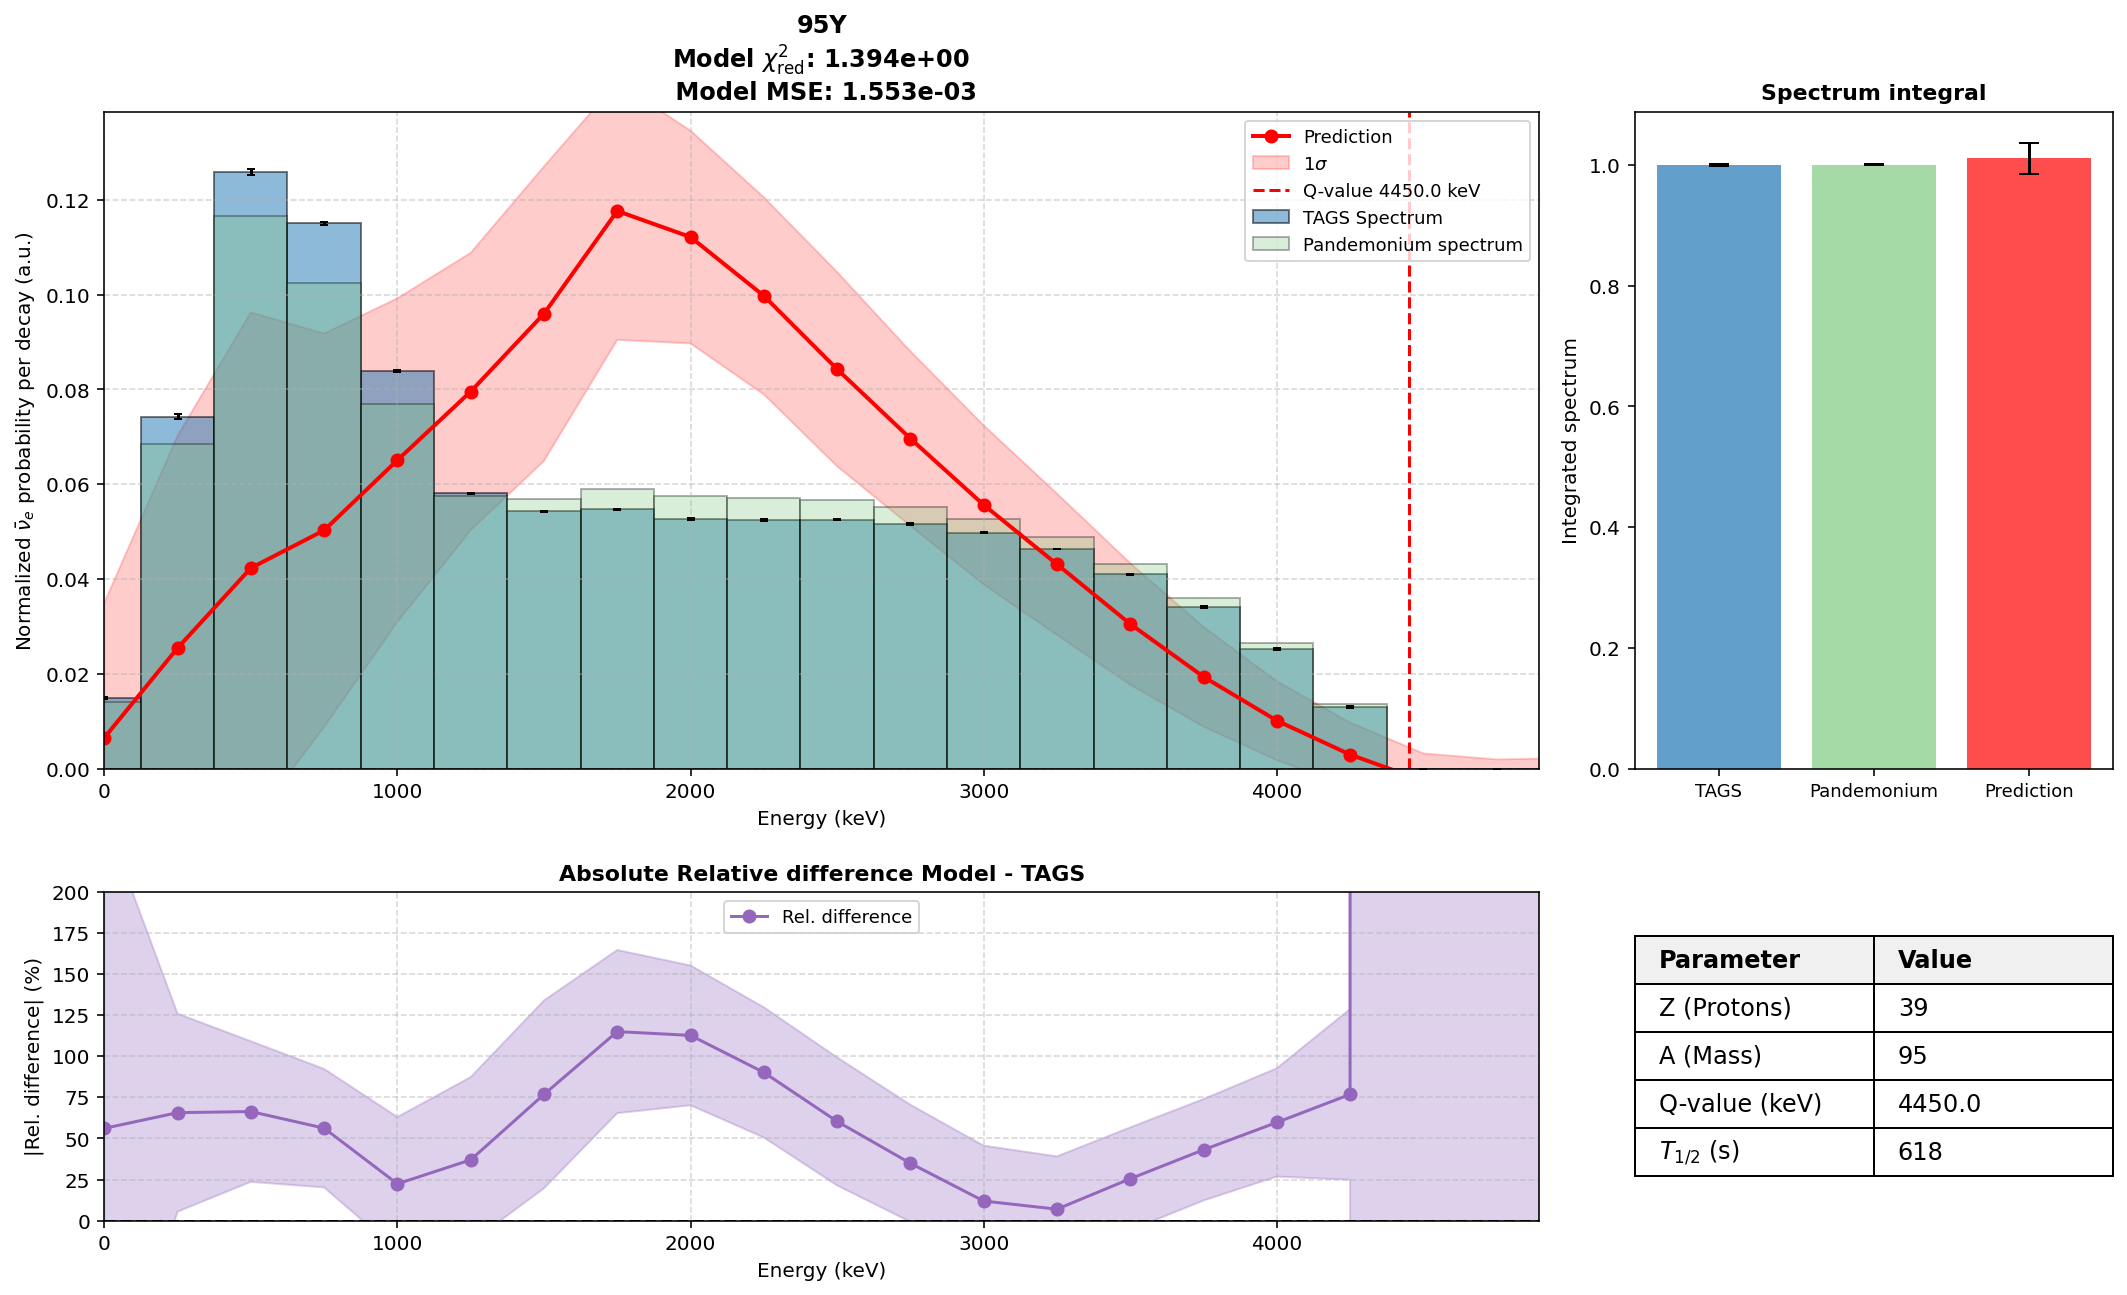 95Y
Model χ²red: 1.394e+00
Model MSE: 1.553e-03
Normalized ν̄e probability per decay (a.u.)
0.12
0.10
0.08
0.06
0.04
0.02
0.00
0
1000
2000
3000
4000
Energy (keV)
Prediction
1σ
Q-value 4450.0 keV
TAGS Spectrum
Pandemonium spectrum
Spectrum integral
Integrated spectrum
1.0
0.8
0.6
0.4
0.2
0.0
TAGS
Pandemonium
Prediction
Absolute Relative difference Model - TAGS
|Rel. difference| (%)
200
175
150
125
100
75
50
25
0
0
1000
2000
3000
4000
Energy (keV)
Rel. difference
Parameter Value
Z (Protons) 39
A (Mass) 95
Q-value (keV) 4450.0
T1/2 (s) 618